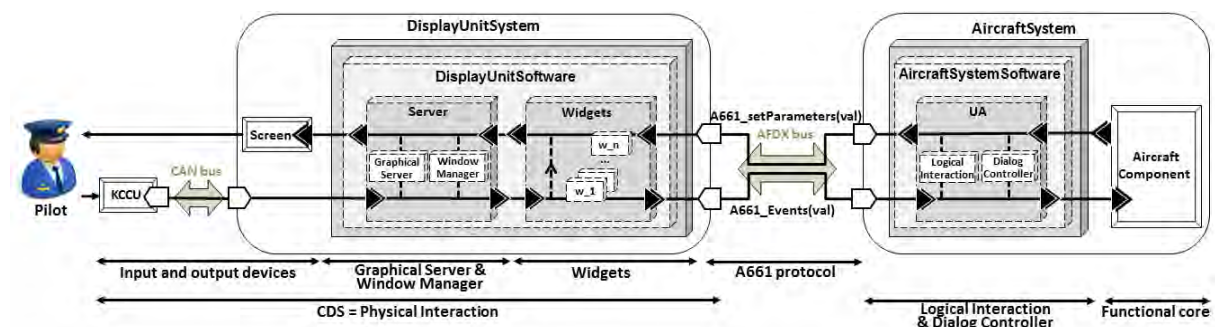 DisplayUnitSystem
AircraftSystem
DisplayUnitSoftware
AircraftSystemSoftware
Server
Widgets
A661_setParameters(val)
UA
Screen
AFDX bus
w_n
...
w_1
Graphical
Server
Window
Manager
Logical
Interaction
Dialog
Controller
Aircraft
Component
CAN bus
KCCU
Pilot
A661_Events(val)
Input and output devices
Graphical Server &
Window Manager
Widgets
A661 protocol
CDS = Physical Interaction
Logical Interaction
& Dialog Controller
Functional core